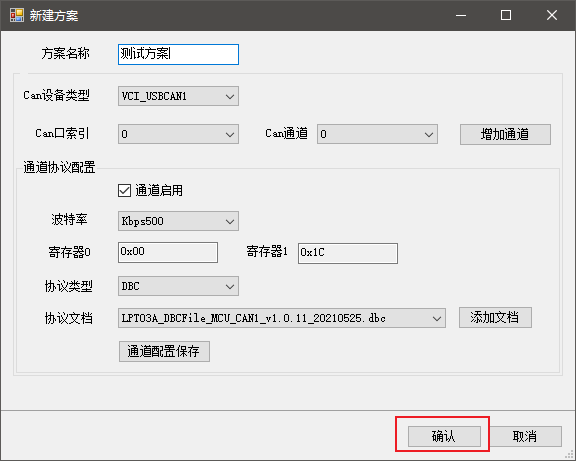 新建方案
方案名称 测试方案
Can设备类型 VCI_USBCAN1
Can口索引 0 Can通道 0 增加通道
通道协议配置
通道启用
波特率 Kbps500
寄存器0 0x00 寄存器1 0x1C
协议类型 DBC
协议文档 LPT03A_DBCFile_MCU_CAN1_v1.0.11_20210525.dbc 添加文档
通道配置保存
确认 取消